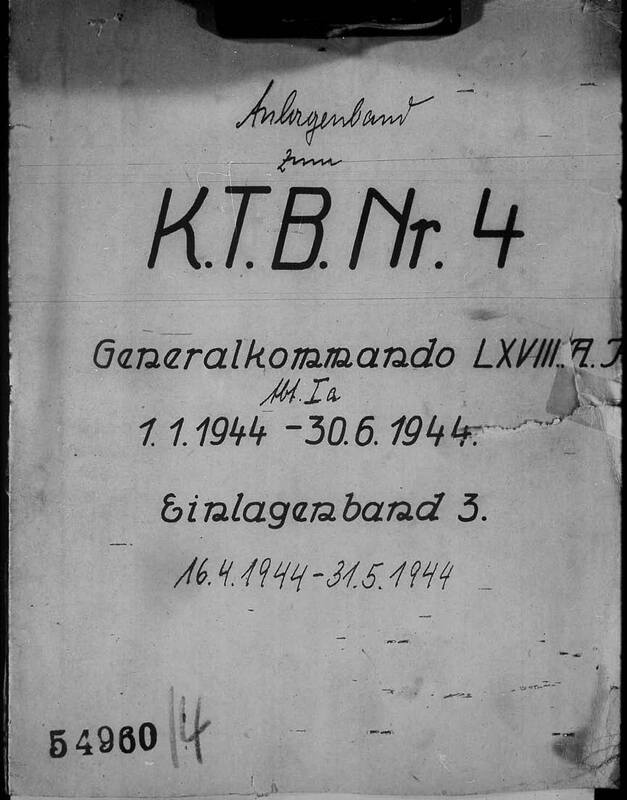 Anlagenband
zum
K.T.B. Nr. 4
Generalkommando LXVIII. A.
Abt. Ia
1.1.1944 - 30.6.1944.
Einlagenband 3.
16.4.1944 - 31.5.1944
54960/4